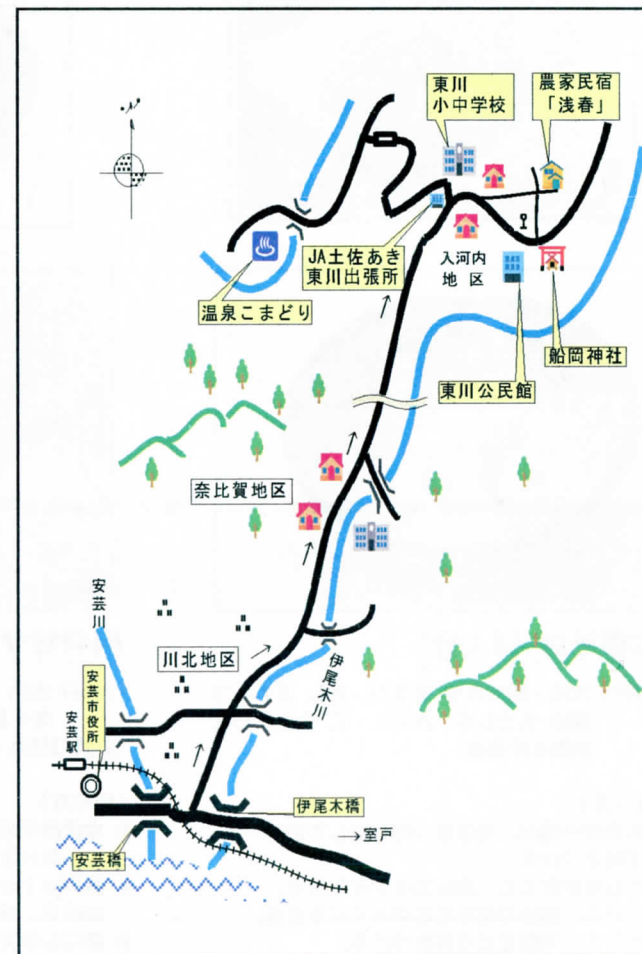 東川
小中学校
農家民宿
「浅春」
JA土佐あき
東川出張所
入河内
地区
温泉こまどり
船岡神社
東川公民館
奈比賀地区
安芸川
川北地区
伊尾木川
安芸市役所
安芸駅
伊尾木橋
→室戸
安芸橋